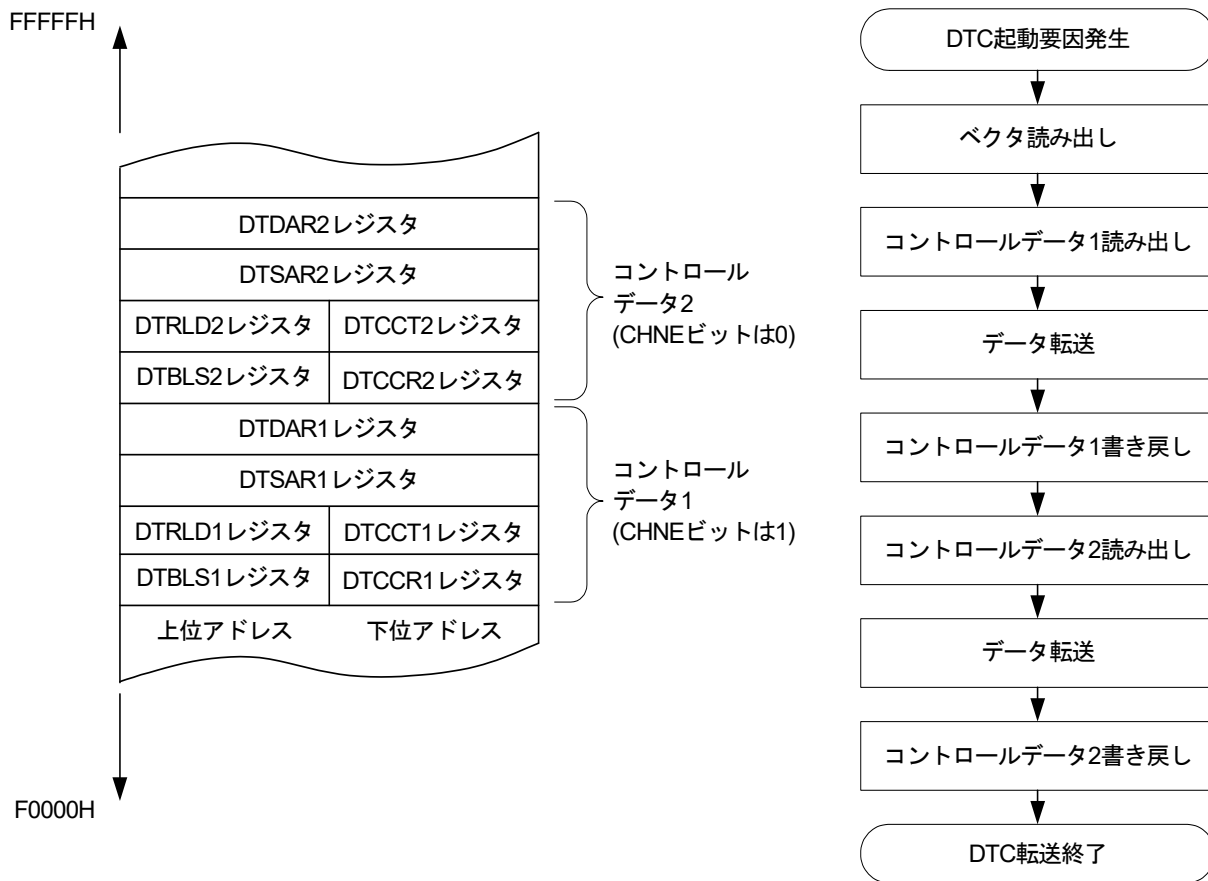 FFFFFH
DTDAR2レジスタ
DTSAR2レジスタ
DTRLD2レジスタ
DTCCT2レジスタ
DTBLS2レジスタ
DTCCR2レジスタ
コントロール
データ2
(CHNEビットは0)
DTDAR1レジスタ
DTSAR1レジスタ
DTRLD1レジスタ
DTCCT1レジスタ
DTBLS1レジスタ
DTCCR1レジスタ
コントロール
データ1
(CHNEビットは1)
上位アドレス
下位アドレス
F0000H
DTC起動要因発生
ベクタ読み出し
コントロールデータ1読み出し
データ転送
コントロールデータ1書き戻し
コントロールデータ2読み出し
データ転送
コントロールデータ2書き戻し
DTC転送終了